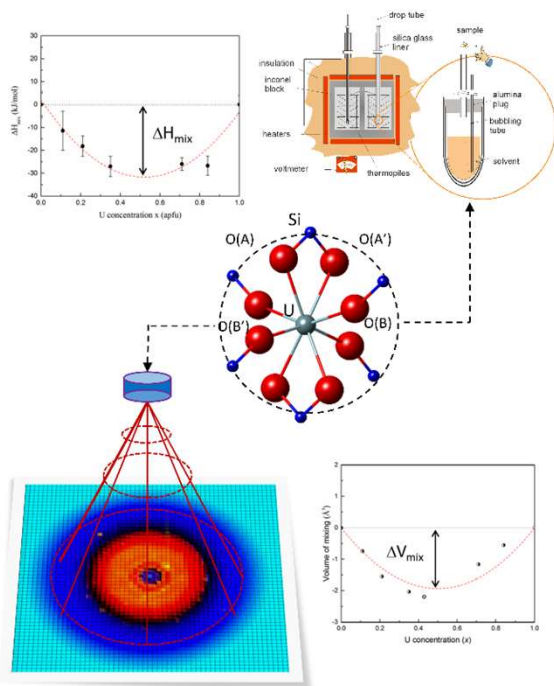 ΔHmix (kJ/mol)
30
20
10
0
-10
-20
-30
-40
ΔHmix
0.0 0.2 0.4 0.6 0.8 1.0
U concentration x (apfu)
drop tube
silica glass
liner
insulation
inconel
block
heaters
voltmeter
thermopiles
sample
alumina
plug
bubbling
tube
solvent
Si
O(A) O(A')
U
O(B') O(B)
Volume of mixing (Å³)
2
1
0
-1
-2
-3
-4
ΔVmix
0.0 0.2 0.4 0.6 0.8 1.0
U concentration (x)